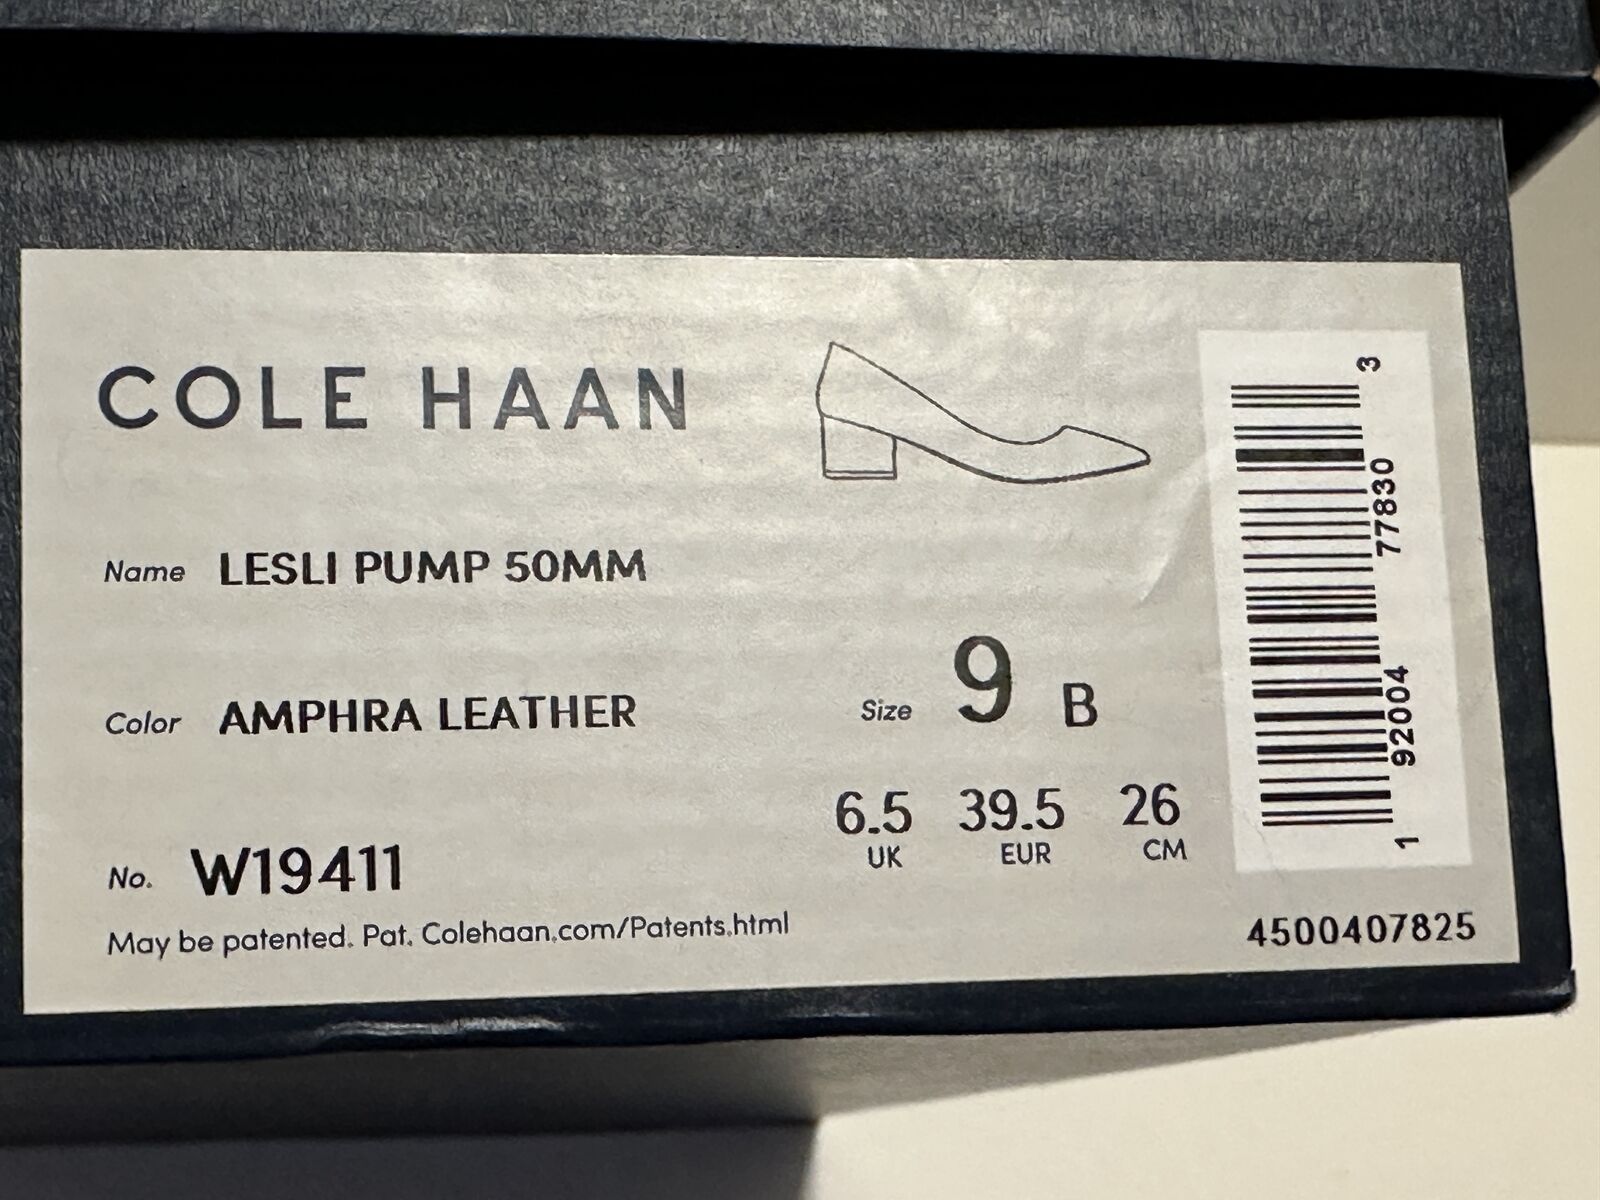 COLE HAAN
Name LESLI PUMP 50MM
Color AMPHRA LEATHER
Size 9 B
6.5 39.5 26
UK EUR CM
No. W19411
May be patented. Pat. Colehaan.com/Patents.html
1 92004 77830 3
4500407825